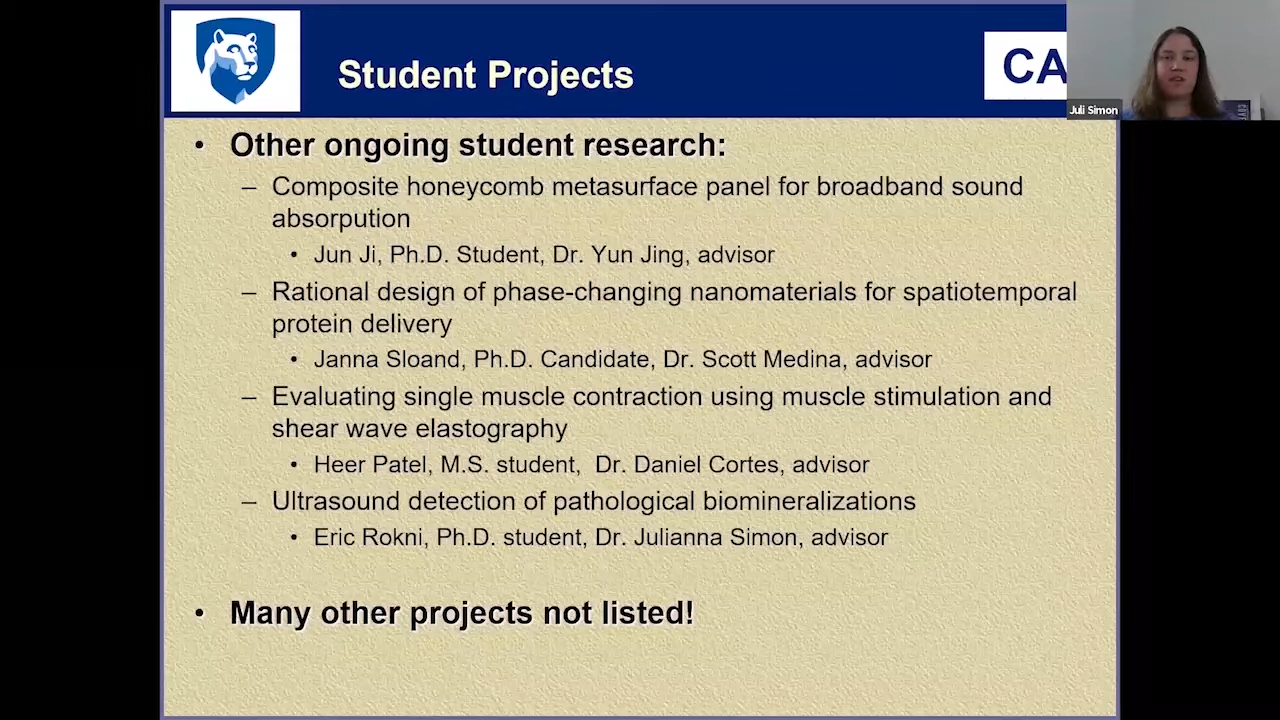 Student Projects
CA
Juli Simon
• Other ongoing student research:
– Composite honeycomb metasurface panel for broadband sound
absorpution
• Jun Ji, Ph.D. Student, Dr. Yun Jing, advisor
– Rational design of phase-changing nanomaterials for spatiotemporal
protein delivery
• Janna Sloand, Ph.D. Candidate, Dr. Scott Medina, advisor
– Evaluating single muscle contraction using muscle stimulation and
shear wave elastography
• Heer Patel, M.S. student,  Dr. Daniel Cortes, advisor
– Ultrasound detection of pathological biomineralizations
• Eric Rokni, Ph.D. student, Dr. Julianna Simon, advisor
• Many other projects not listed!